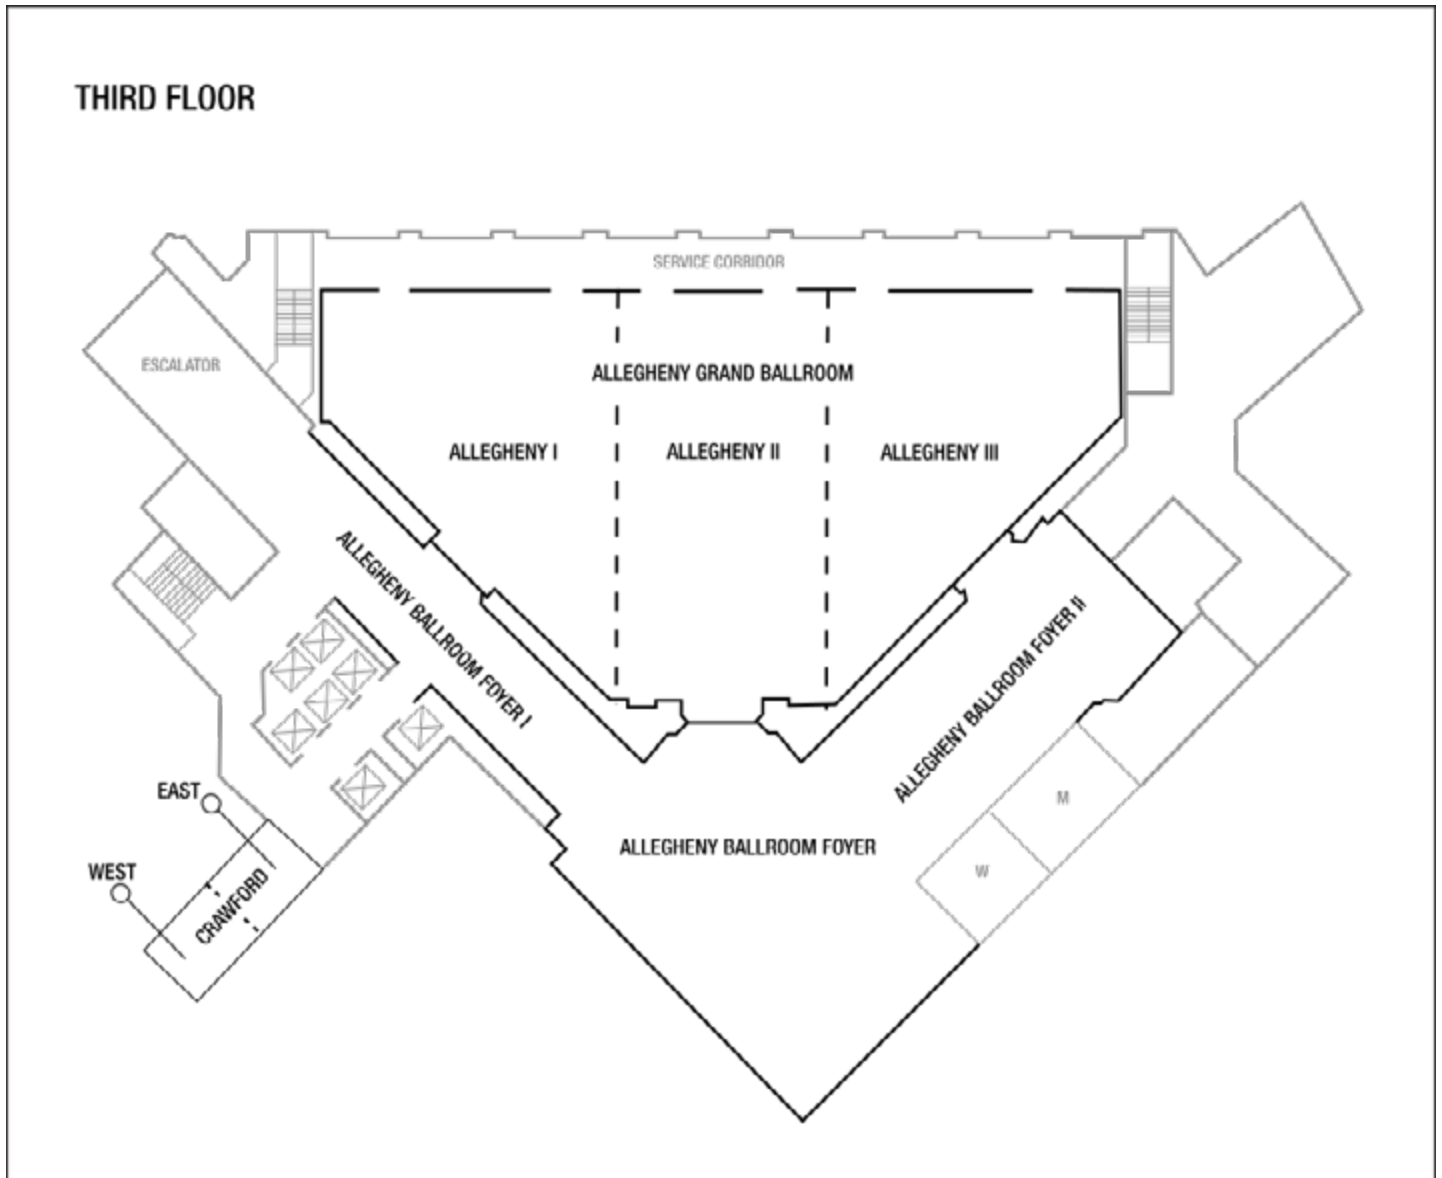 THIRD FLOOR
SERVICE CORRIDOR
ESCALATOR
ALLEGHENY GRAND BALLROOM
ALLEGHENY I
ALLEGHENY II
ALLEGHENY III
ALLEGHENY BALLROOM FOYER I
ALLEGHENY BALLROOM FOYER II
EAST
M
ALLEGHENY BALLROOM FOYER
WEST
W
CRAWFORD